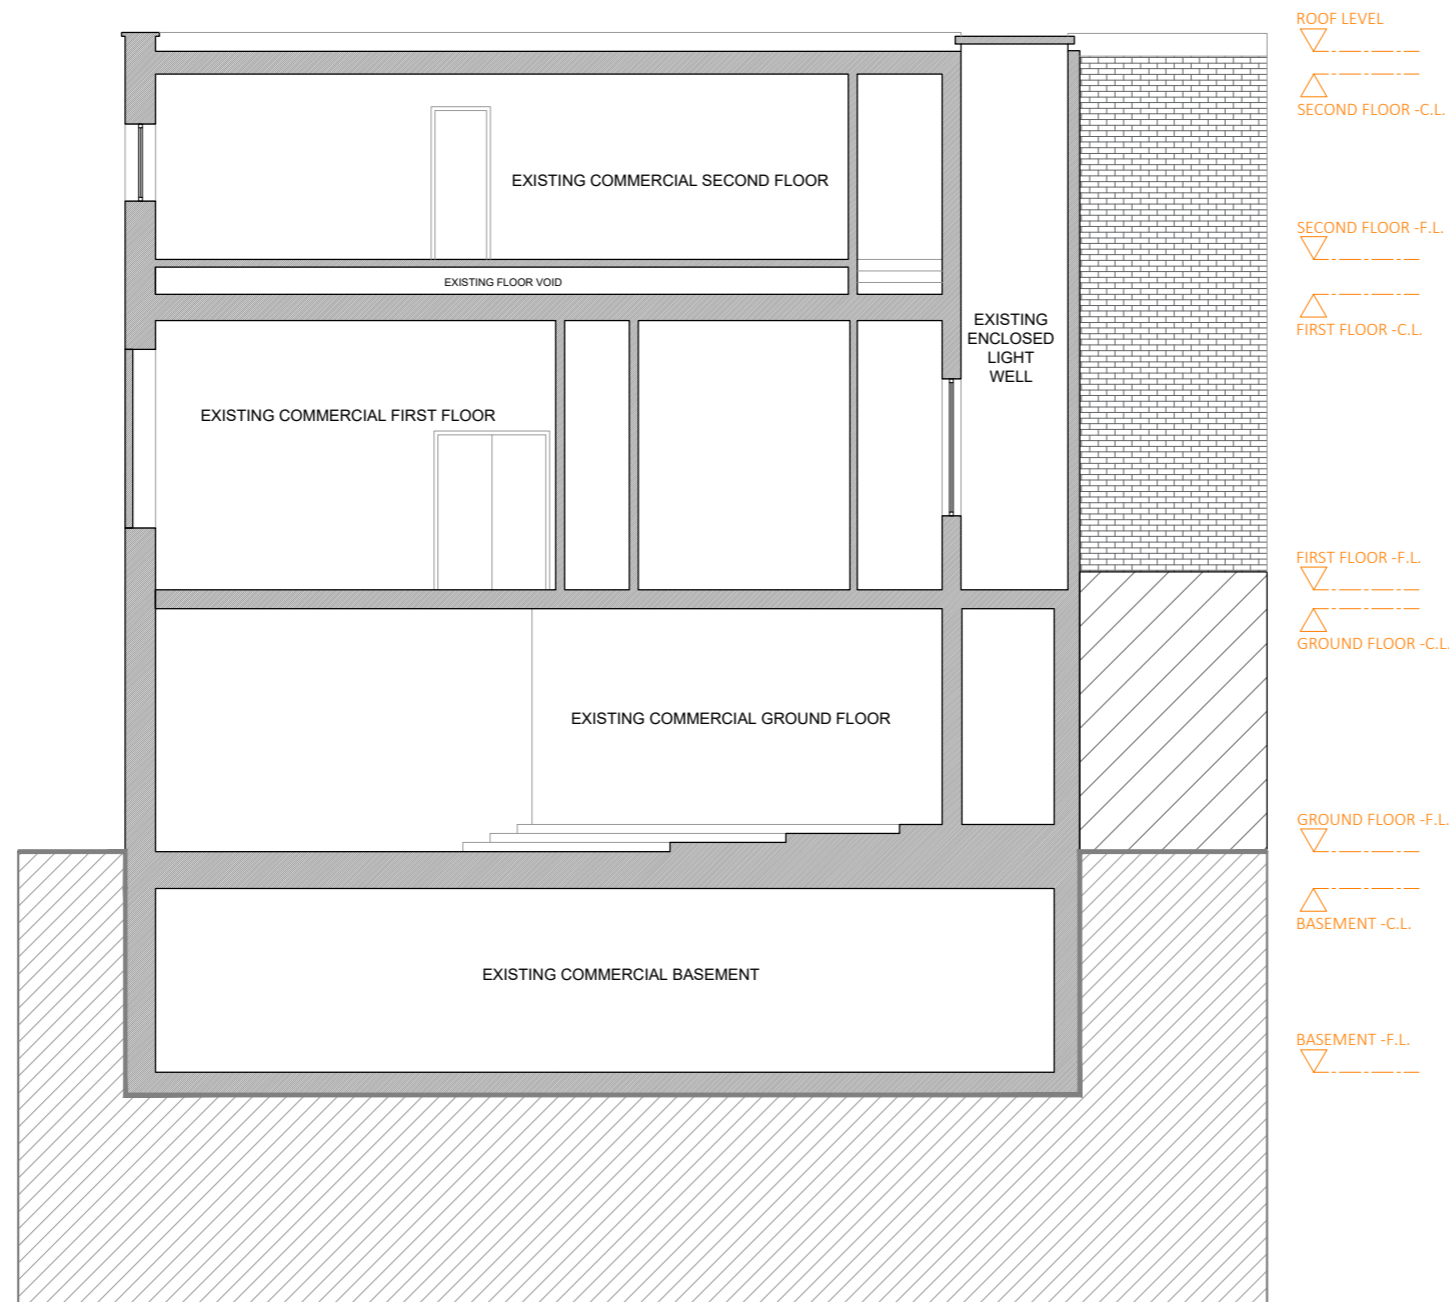 ROOF LEVEL
SECOND FLOOR -C.L.
EXISTING COMMERCIAL SECOND FLOOR
SECOND FLOOR -F.L.
EXISTING FLOOR VOID
FIRST FLOOR -C.L.
EXISTING
ENCLOSED
LIGHT
WELL
EXISTING COMMERCIAL FIRST FLOOR
FIRST FLOOR -F.L.
GROUND FLOOR -C.L.
EXISTING COMMERCIAL GROUND FLOOR
GROUND FLOOR -F.L.
BASEMENT -C.L.
EXISTING COMMERCIAL BASEMENT
BASEMENT -F.L.